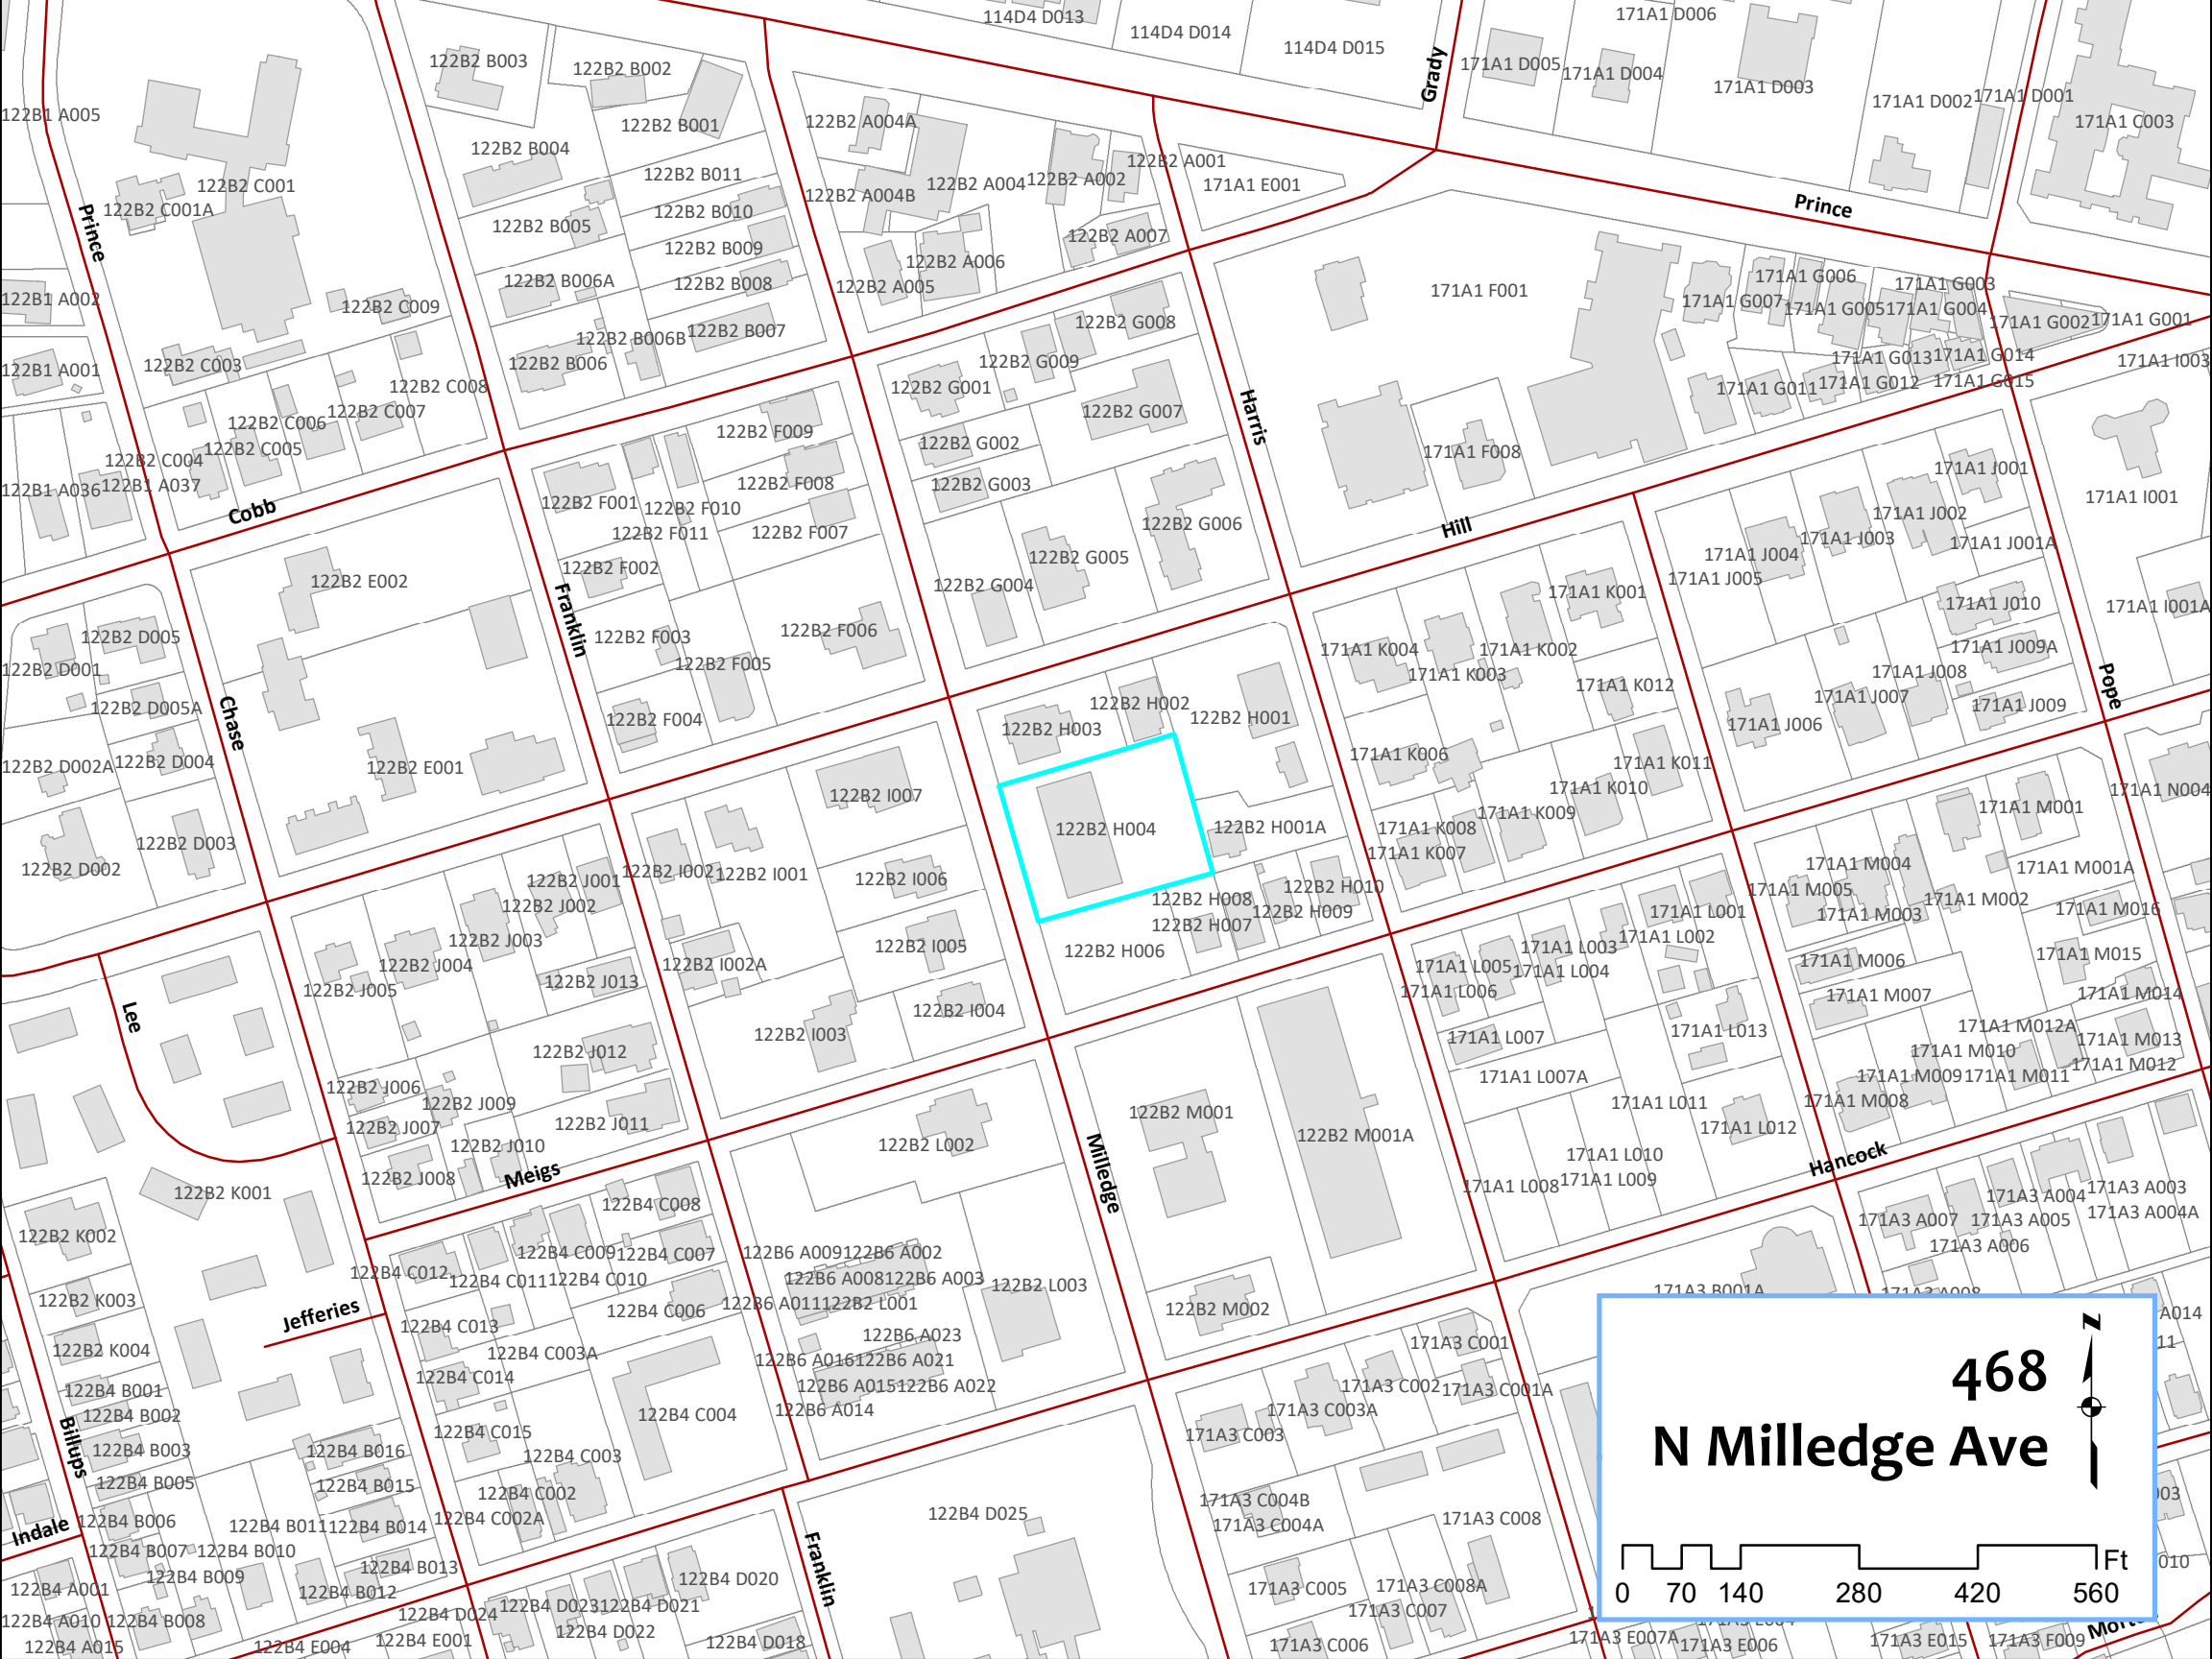 114D4 D013
171A1 D006
114D4 D014
114D4 D015
122B2 B003
122B2 B002
Grady
171A1 D005
171A1 D004
171A1 D003
171A1 D002
171A1 D001
171A1 C003
122B1 A005
122B2 B001
122B2 A004A
122B2 B004
122B2 A001
122B2 B011
122B2 C001
122B2 A004
122B2 A002
171A1 E001
122B2 A004B
122B2 C001A
122B2 B010
Prince
Prince
122B2 B005
122B2 A007
122B2 B009
122B2 A006
122B2 B006A
122B2 B008
122B2 A005
171A1 F001
171A1 G006
171A1 G003
122B1 A002
122B2 C009
171A1 G007
171A1 G005
171A1 G004
122B2 G008
171A1 G002
171A1 G001
122B2 B006B
122B2 B007
122B2 C003
122B2 B006
122B2 G009
171A1 G013
171A1 G014
171A1 I003
122B1 A001
122B2 C008
122B2 G001
171A1 G011
171A1 G012
171A1 G015
122B2 C007
122B2 G007
Harris
122B2 C006
122B2 F009
122B2 C005
122B2 G002
171A1 F008
122B2 C004
171A1 J001
122B1 A036
122B1 A037
122B2 F008
122B2 G003
171A1 I001
Cobb
122B2 F001
122B2 F010
122B2 F011
122B2 F007
122B2 G006
Hill
171A1 J002
171A1 J003
171A1 J001A
122B2 F002
122B2 G005
171A1 J004
171A1 J005
122B2 E002
122B2 G004
171A1 K001
171A1 J010
171A1 I001A
Franklin
122B2 D005
122B2 F003
122B2 F006
171A1 K004
171A1 K002
171A1 J009A
122B2 D001
122B2 F005
171A1 K003
171A1 J008
Pope
122B2 D005A
Chase
122B2 F004
122B2 H002
122B2 H001
171A1 K012
171A1 J007
171A1 J009
122B2 H003
171A1 J006
122B2 D002A
122B2 D004
122B2 E001
171A1 K006
171A1 K011
122B2 I007
171A1 K010
171A1 N004
171A1 K009
171A1 M001
122B2 H004
122B2 H001A
171A1 K008
122B2 D003
171A1 K007
122B2 D002
122B2 J001
122B2 I002
122B2 I001
122B2 I006
171A1 M004
171A1 M001A
122B2 J002
122B2 H008
122B2 H010
171A1 M005
171A1 M002
122B2 H007
122B2 H009
171A1 L001
171A1 M003
171A1 M016
122B2 J003
122B2 I005
122B2 H006
171A1 L003
171A1 L002
122B2 J004
122B2 I002A
171A1 L005
171A1 L004
171A1 M006
171A1 M015
122B2 J005
122B2 J013
171A1 L006
171A1 M007
171A1 M014
Lee
122B2 I004
122B2 I003
171A1 L007
171A1 L013
171A1 M012A
171A1 M013
122B2 J012
171A1 M010
171A1 M012
122B2 J006
171A1 L007A
171A1 M009
171A1 M011
122B2 J009
122B2 M001
171A1 L011
171A1 M008
122B2 J007
122B2 J011
122B2 M001A
171A1 L012
122B2 J010
122B2 L002
Milledge
171A1 L010
Hancock
122B2 J008
Meigs
171A1 L008
171A1 L009
122B2 K001
122B4 C008
171A3 A004
171A3 A003
171A3 A004A
122B2 K002
171A3 A007
171A3 A005
171A3 A006
122B4 C009
122B4 C007
122B6 A009
122B6 A002
122B4 C012
122B4 C011
122B4 C010
122B6 A008
122B6 A003
122B2 L003
171A3 B001A
171A3 A008
122B2 K003
122B4 C006
122B6 A011
122B2 L001
122B2 M002
A014
Jefferies
122B4 C013
122B6 A023
171A3 C001
11
122B2 K004
122B4 C003A
122B6 A016
122B6 A021
122B4 C014
122B6 A015
122B6 A022
171A3 C002
171A3 C001A
122B4 B001
122B6 A014
171A3 C003A
122B4 B002
122B4 C004
122B4 C015
171A3 C003
Billups
122B4 B003
122B4 B016
122B4 C003
122B4 B005
122B4 B015
122B4 C002
171A3 C004B
003
122B4 B006
122B4 C002A
122B4 D025
171A3 C004A
171A3 C008
Indale
122B4 B011
122B4 B014
122B4 B007
122B4 B010
010
122B4 B009
122B4 B013
Franklin
122B4 A001
122B4 B012
122B4 D020
171A3 C005
171A3 C008A
122B4 A010
122B4 B008
122B4 D024
122B4 D023
122B4 D021
171A3 C007
122B4 D022
122B4 A015
122B4 E004
122B4 E001
122B4 D018
171A3 C006
171A3 E007A
171A3 E006
171A3 E015
171A3 F009
468
N Milledge Ave
N
Ft
0 70 140 280 420 560